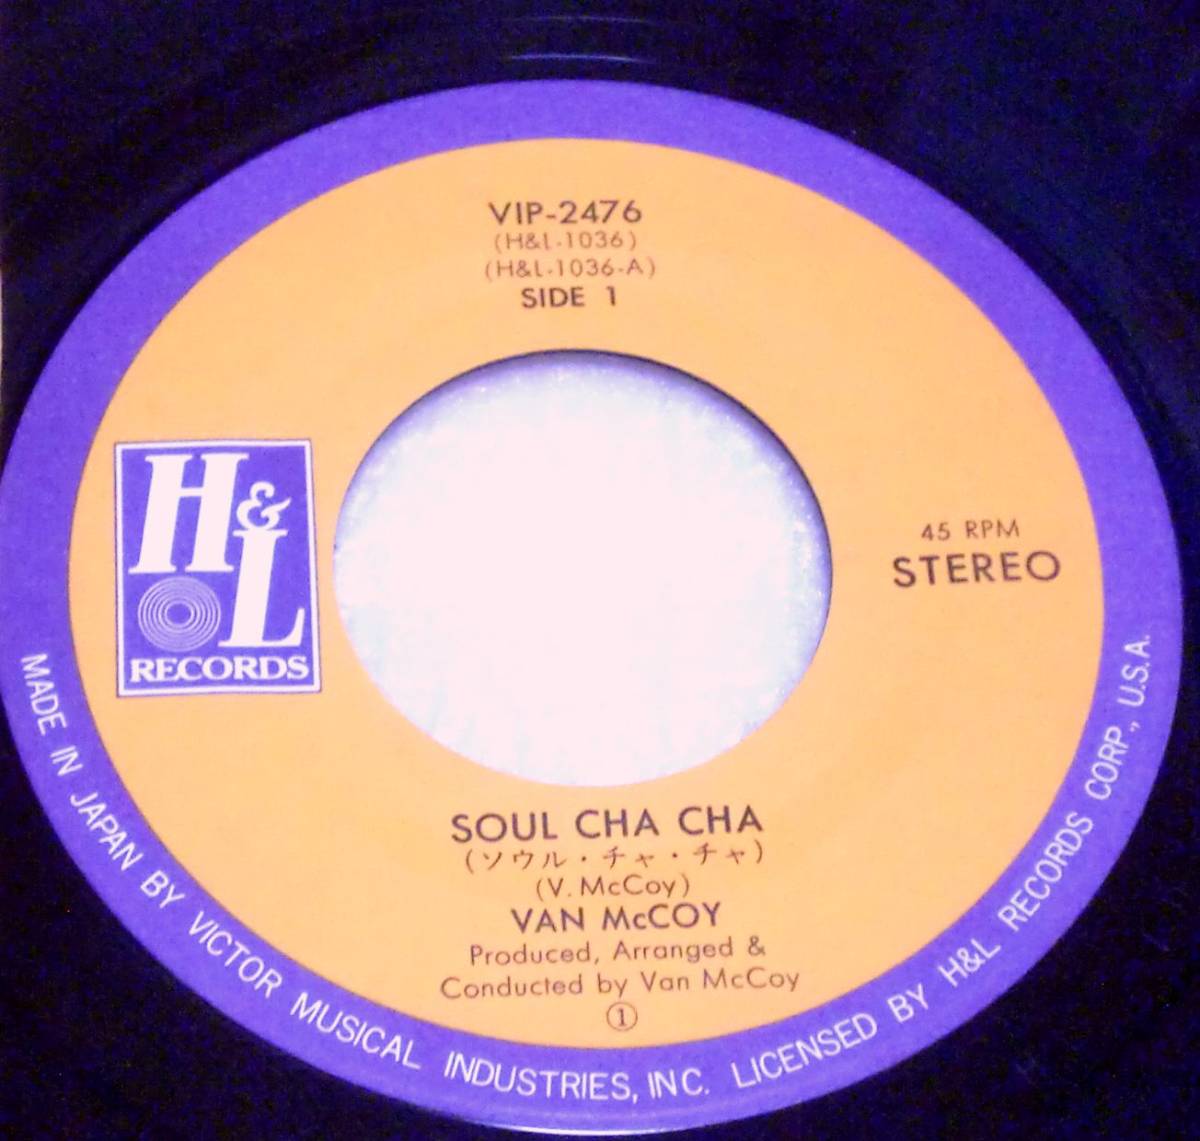 VIP-2476
(H&L-1036)
(H&L-1036-A)
SIDE 1
H&L
RECORDS
45 RPM
STEREO
SOUL CHA CHA
(ソウル・チャ・チャ)
(V. McCoy)
VAN McCOY
Produced, Arranged &
Conducted by Van McCoy
①
MADE IN JAPAN BY VICTOR MUSICAL INDUSTRIES, INC. LICENSED BY H&L RECORDS CORP., U.S.A.